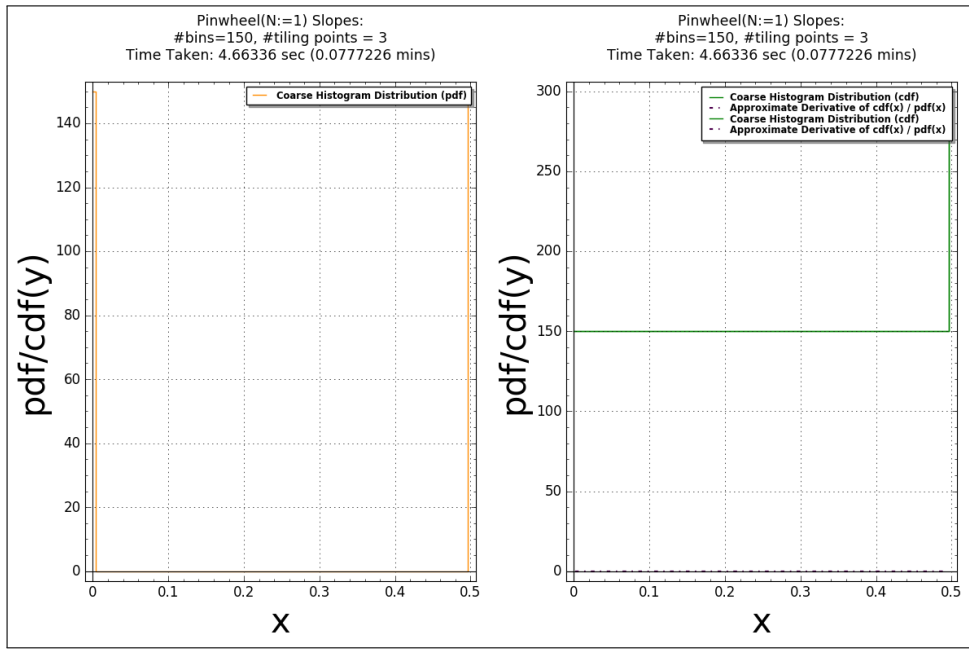 Pinwheel(N:=1) Slopes:
#bins=150, #tiling points = 3
Time Taken: 4.66336 sec (0.0777226 mins)
Coarse Histogram Distribution (pdf)
140
120
100
80
60
40
20
0
pdf/cdf(y)
0 0.1 0.2 0.3 0.4 0.5
x
Pinwheel(N:=1) Slopes:
#bins=150, #tiling points = 3
Time Taken: 4.66336 sec (0.0777226 mins)
Coarse Histogram Distribution (cdf)
Approximate Derivative of cdf(x) / pdf(x)
Coarse Histogram Distribution (cdf)
Approximate Derivative of cdf(x) / pdf(x)
300
250
200
150
100
50
0
pdf/cdf(y)
0 0.1 0.2 0.3 0.4 0.5
x